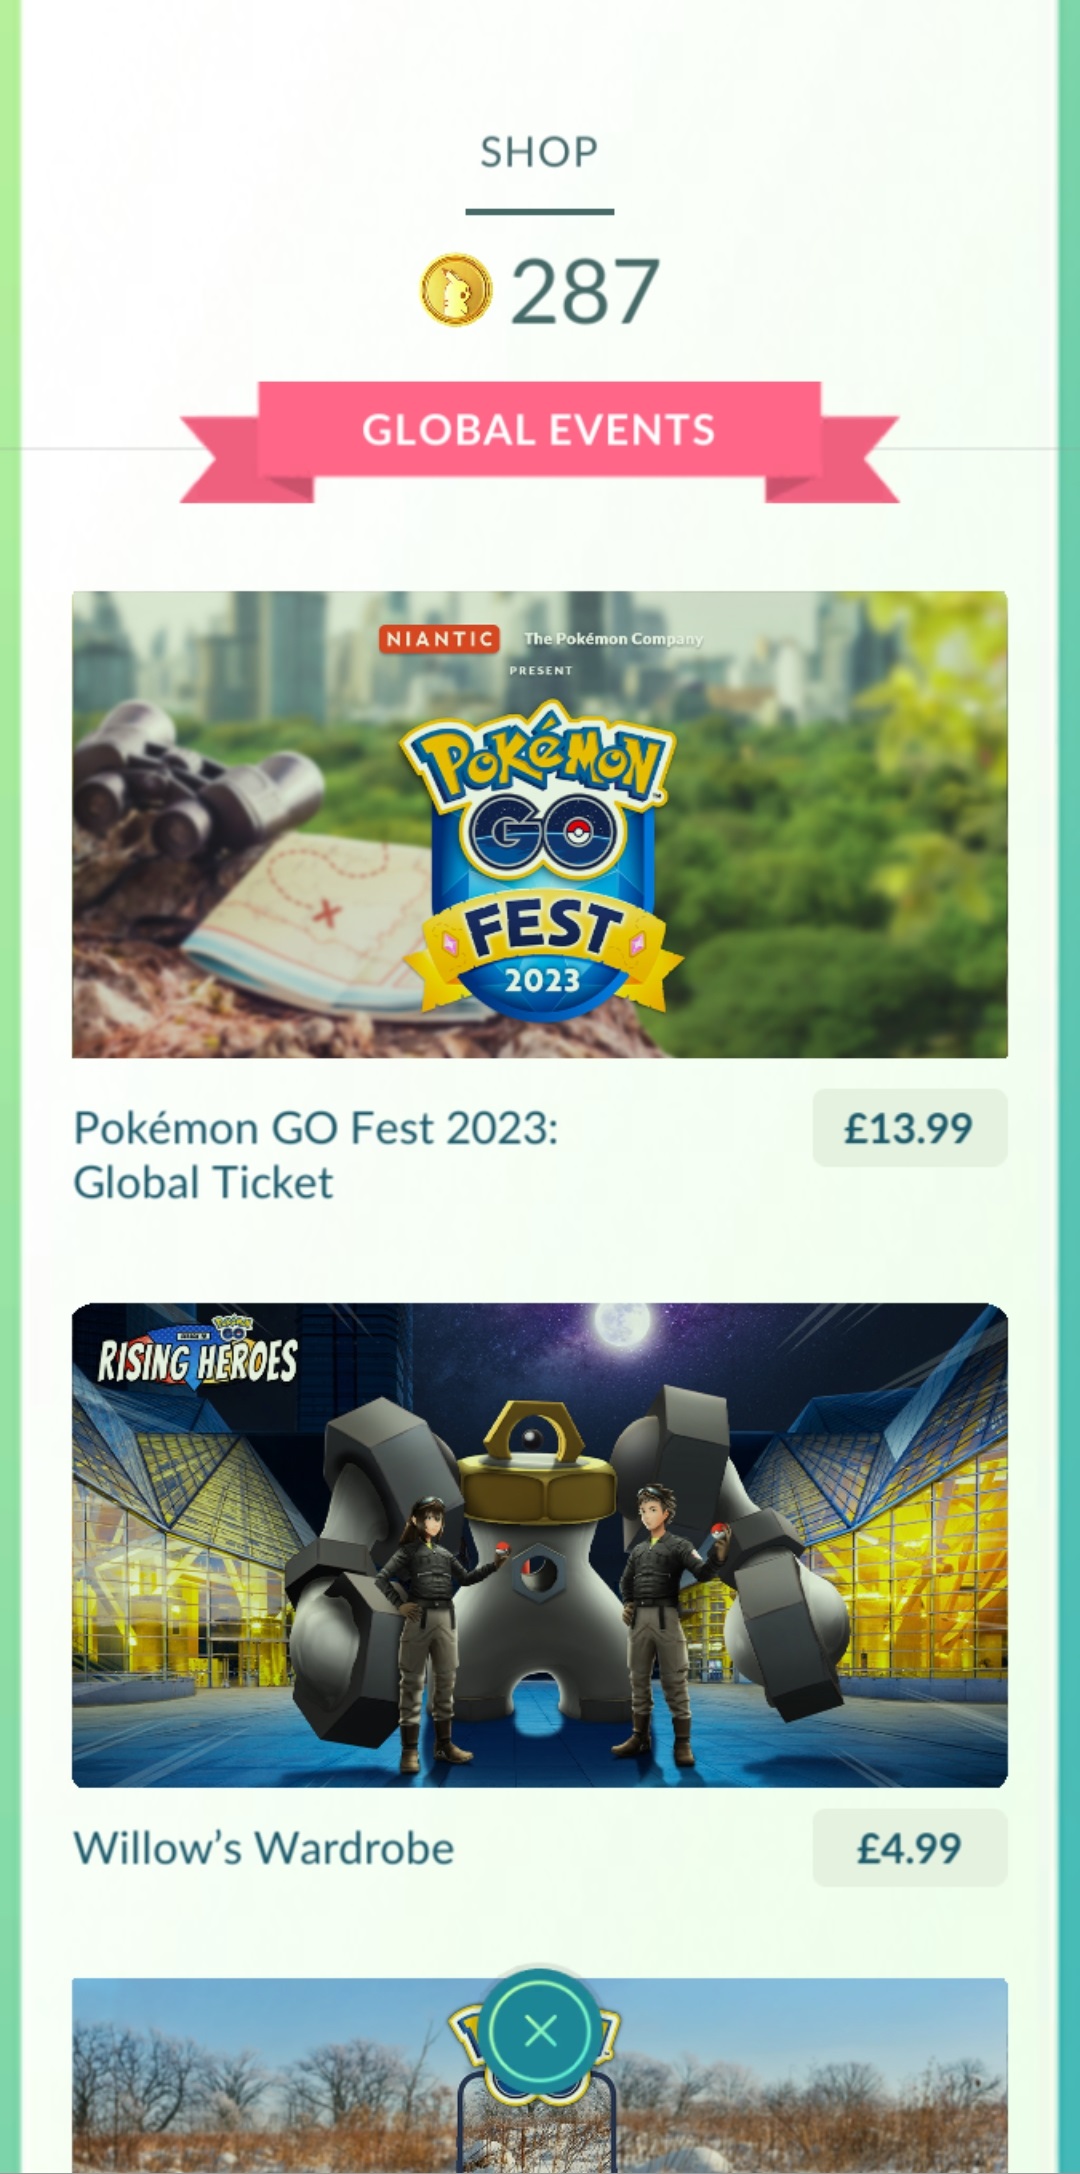 SHOP
287
GLOBAL EVENTS
NIANTIC The Pokémon Company
PRESENT
POKéMON
GO
FEST
2023
Pokémon GO Fest 2023:
Global Ticket
£13.99
Pokémon
GO
RISING HEROES
Willow’s Wardrobe
£4.99